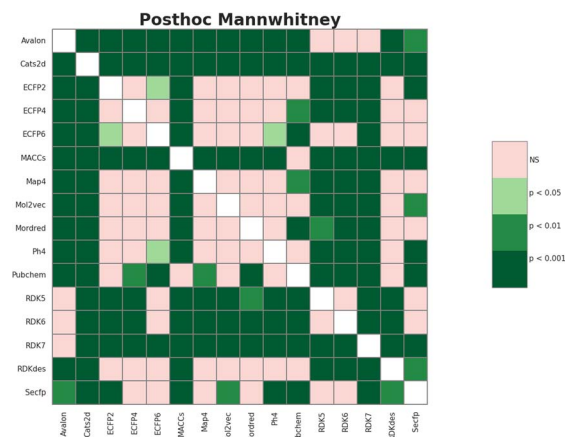 Posthoc Mannwhitney
Avalon
Cats2d
ECFP2
ECFP4
ECFP6
MACCs
Map4
Mol2vec
Mordred
Ph4
Pubchem
RDK5
RDK6
RDK7
RDKdes
Secfp
NS
p < 0.05
p < 0.01
p < 0.001
Avalon
Cats2d
ECFP2
ECFP4
ECFP6
MACCs
Map4
ol2vec
ordred
Ph4
bchem
RDK5
RDK6
RDK7
DKdes
Secfp